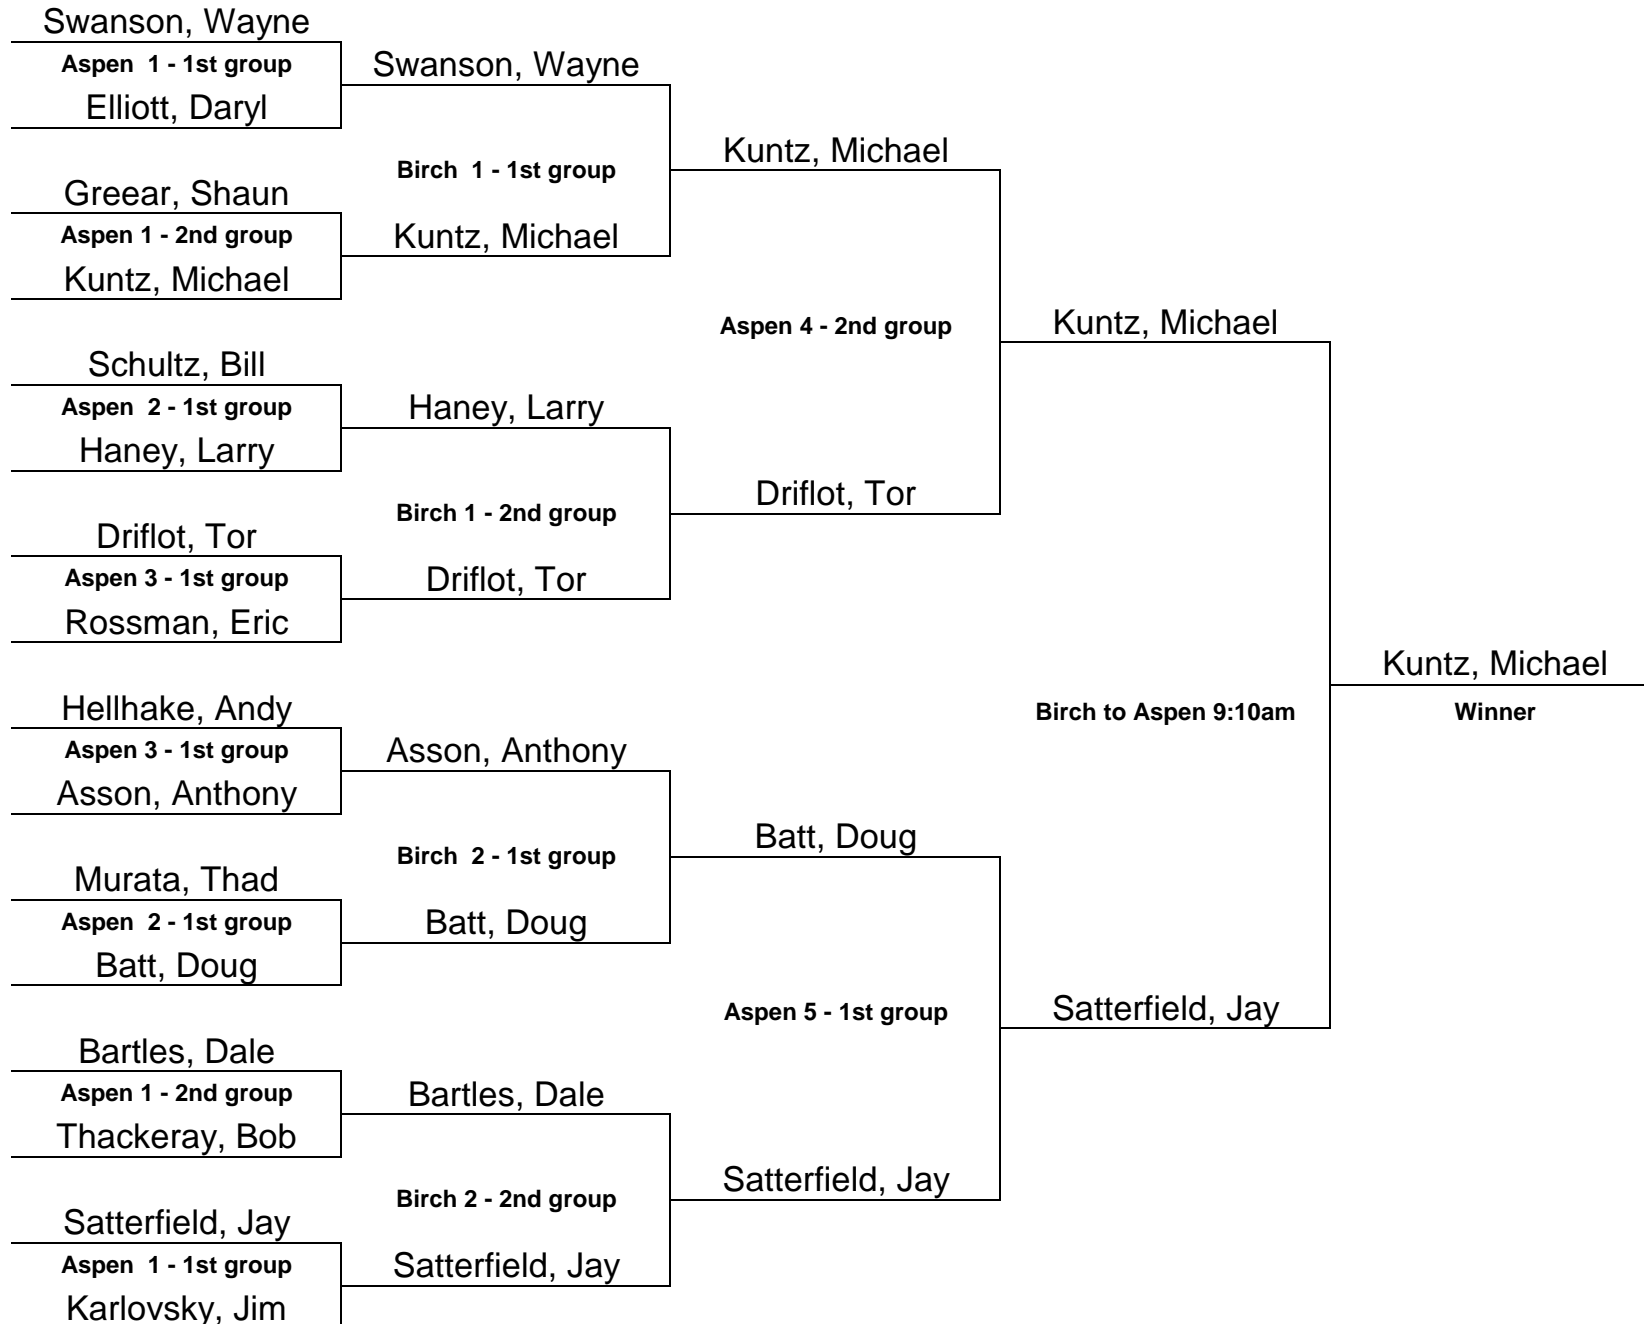 Swanson, Wayne
Aspen 1 - 1st group
Elliott, Daryl
Greear, Shaun
Aspen 1 - 2nd group
Kuntz, Michael
Schultz, Bill
Aspen 2 - 1st group
Haney, Larry
Driflot, Tor
Aspen 3 - 1st group
Rossman, Eric
Hellhake, Andy
Aspen 3 - 1st group
Asson, Anthony
Murata, Thad
Aspen 2 - 1st group
Batt, Doug
Bartles, Dale
Aspen 1 - 2nd group
Thackeray, Bob
Satterfield, Jay
Aspen 1 - 1st group
Karlovsky, Jim
Swanson, Wayne
Birch 1 - 1st group
Kuntz, Michael
Haney, Larry
Birch 1 - 2nd group
Driflot, Tor
Asson, Anthony
Birch 2 - 1st group
Batt, Doug
Bartles, Dale
Birch 2 - 2nd group
Satterfield, Jay
Kuntz, Michael
Aspen 4 - 2nd group
Driflot, Tor
Batt, Doug
Aspen 5 - 1st group
Satterfield, Jay
Kuntz, Michael
Birch to Aspen 9:10am
Satterfield, Jay
Kuntz, Michael
Winner